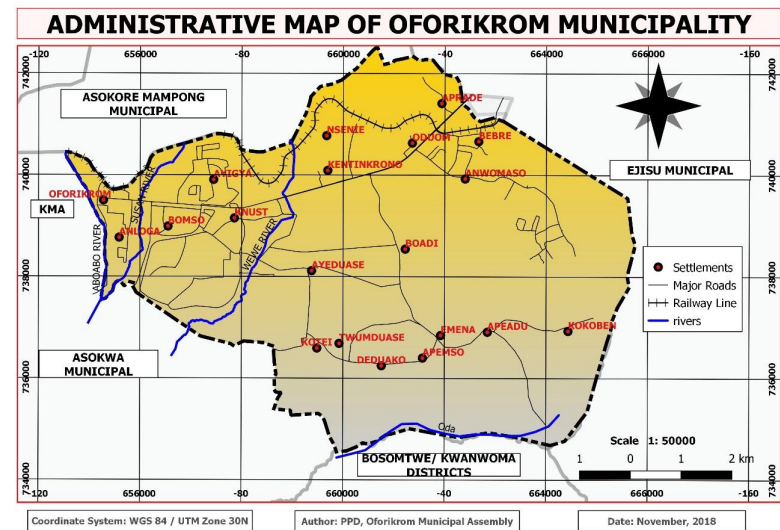 ADMINISTRATIVE MAP OF OFORIKROM MUNICIPALITY
-120 656000 -80 660000 -40 664000 666000 -160
742000
742000
ASOKORE MAMPONG
MUNICIPAL
APRADE
NSENIE
ODUOM
BEBRE
KENTINKRONO
EJISU MUNICIPAL
740000
740000
AYIGYA
ANWOMASO
OFORIKROM
SUSAN RIVER
KMA
KNUST
BOMSO
ANLOGA
ABOABO RIVER
WEWE RIVER
BOADI
Settlements
Major Roads
Railway Line
rivers
738000
738000
AYEDUASE
EMENA
APEADU
KOKOBEN
KOTEI
TWUMDUASE
APEMSO
DEDUAKO
ASOKWA
MUNICIPAL
736000
736000
Oda
Scale 1: 50000
1 0 1 2 km
BOSOMTWE/ KWANWOMA
DISTRICTS
734000
734000
-120 656000 -80 660000 -40 664000 666000 -160
Coordinate System: WGS 84 / UTM Zone 30N
Author: PPD, Oforikrom Municipal Assembly
Date: November, 2018